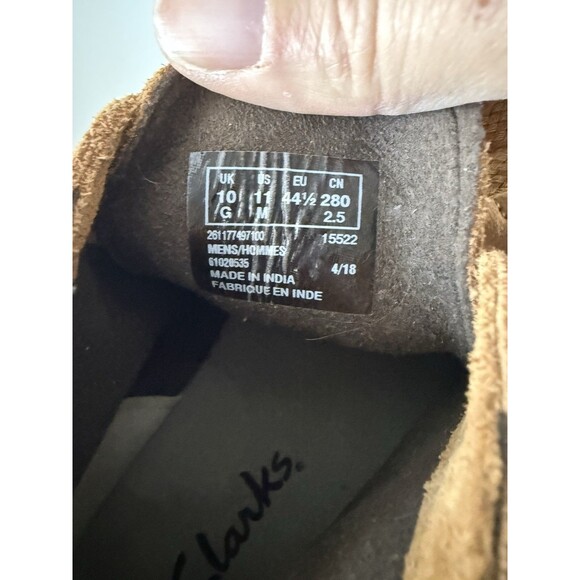 UK US EU CN
10 11 44½ 280
G M 2.5
261177497100 15522
MENS/HOMMES
61020535 4/18
MADE IN INDIA
FABRIQUE EN INDE
Clarks.